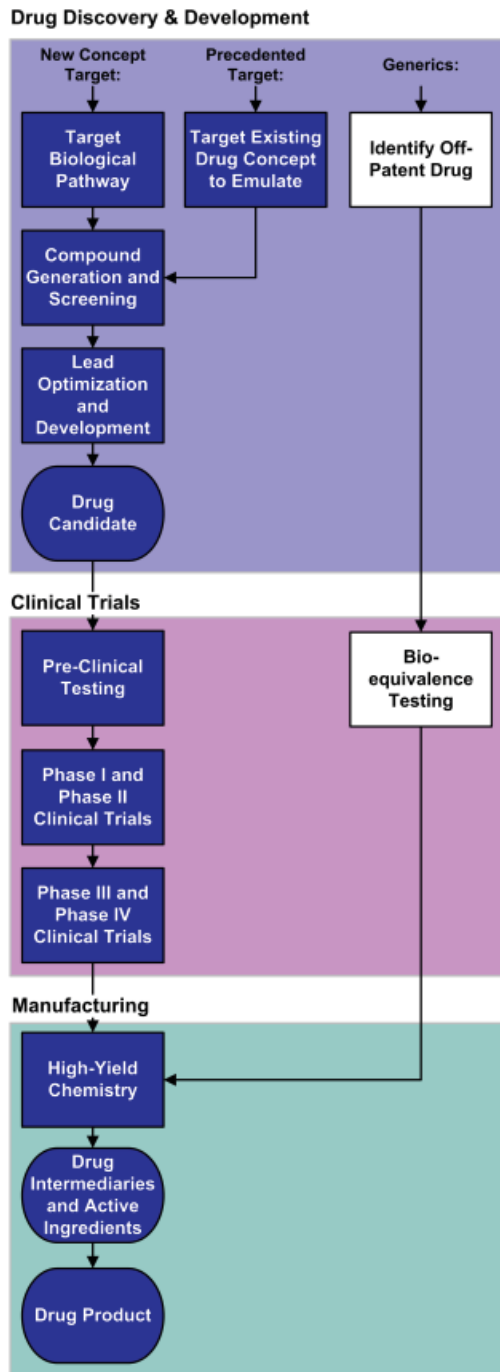 Drug Discovery & Development
New Concept
Target:
Precedented
Target:
Generics:
Target
Biological
Pathway
Target Existing
Drug Concept
to Emulate
Identify Off-
Patent Drug
Compound
Generation and
Screening
Lead
Optimization
and
Development
Drug
Candidate
Clinical Trials
Pre-Clinical
Testing
Bio-
equivalence
Testing
Phase I and
Phase II
Clinical Trials
Phase III and
Phase IV
Clinical Trials
Manufacturing
High-Yield
Chemistry
Drug
Intermediaries
and Active
Ingredients
Drug Product